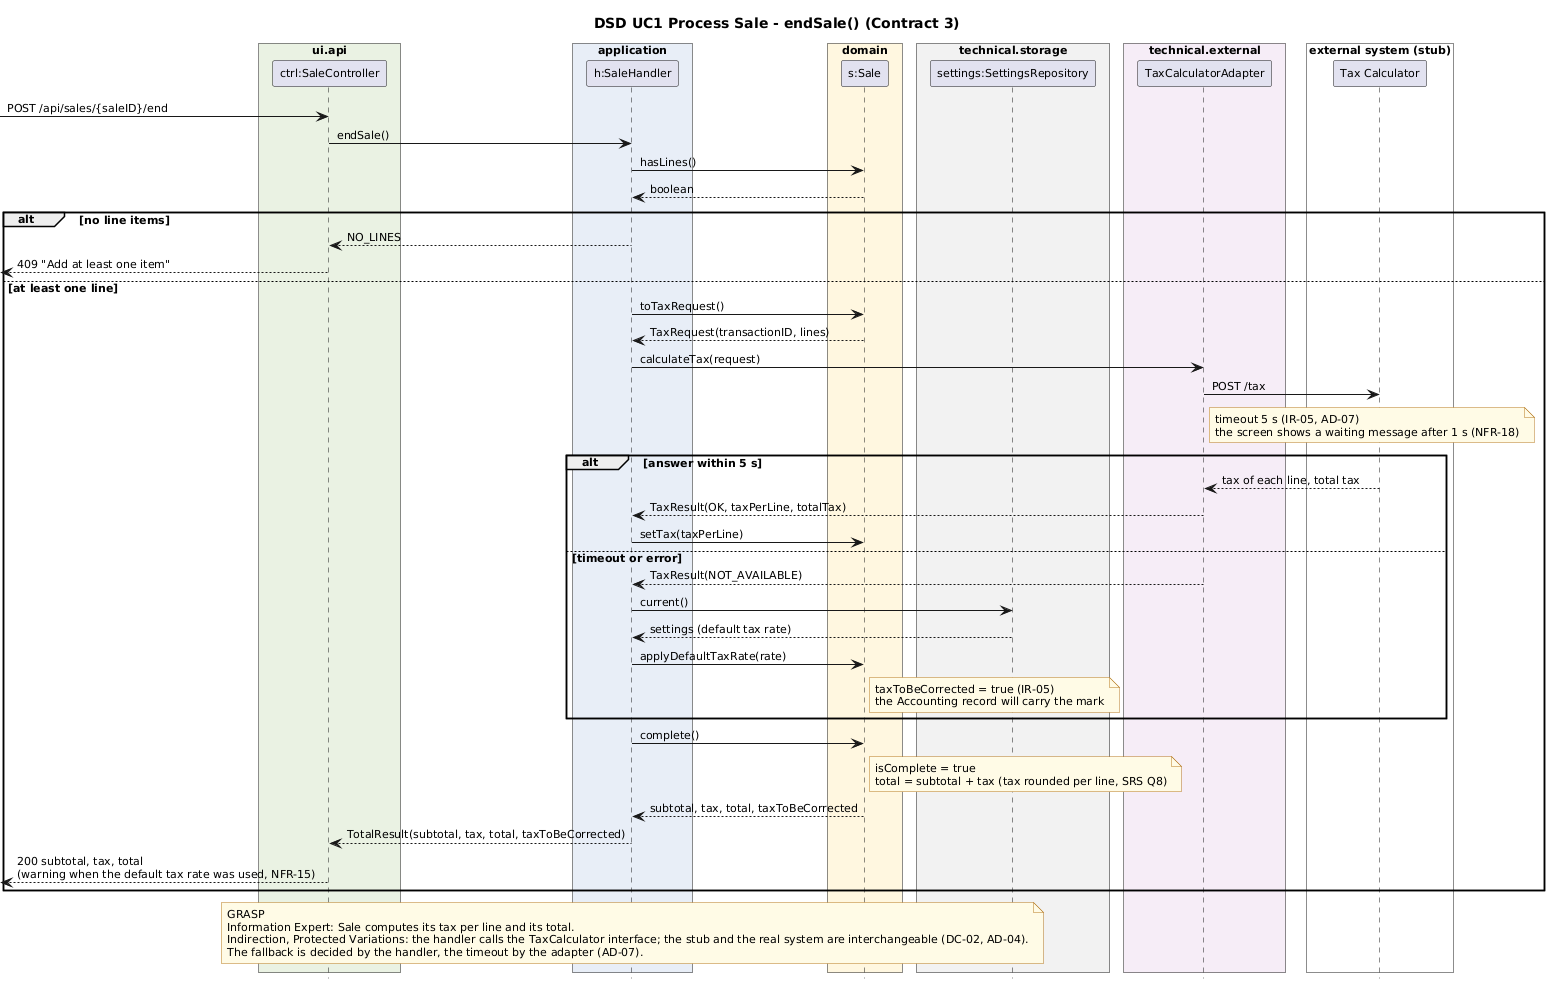 DSD UC1 Process Sale - endSale() (Contract 3)
ui.api
application
domain
technical.storage
technical.external
external system (stub)
ctrl:SaleController
h:SaleHandler
s:Sale
settings:SettingsRepository
TaxCalculatorAdapter
Tax Calculator
POST /api/sales/{saleID}/end
endSale()
hasLines()
boolean
alt
[no line items]
NO_LINES
409 "Add at least one item"
[at least one line]
toTaxRequest()
TaxRequest(transactionID, lines)
calculateTax(request)
POST /tax
timeout 5 s (IR-05, AD-07)
the screen shows a waiting message after 1 s (NFR-18)
alt
[answer within 5 s]
tax of each line, total tax
TaxResult(OK, taxPerLine, totalTax)
setTax(taxPerLine)
[timeout or error]
TaxResult(NOT_AVAILABLE)
current()
settings (default tax rate)
applyDefaultTaxRate(rate)
taxToBeCorrected = true (IR-05)
the Accounting record will carry the mark
complete()
isComplete = true
total = subtotal + tax (tax rounded per line, SRS Q8)
subtotal, tax, total, taxToBeCorrected
TotalResult(subtotal, tax, total, taxToBeCorrected)
200 subtotal, tax, total
(warning when the default tax rate was used, NFR-15)
GRASP
Information Expert: Sale computes its tax per line and its total.
Indirection, Protected Variations: the handler calls the TaxCalculator interface; the stub and the real system are interchangeable (DC-02, AD-04).
The fallback is decided by the handler, the timeout by the adapter (AD-07).